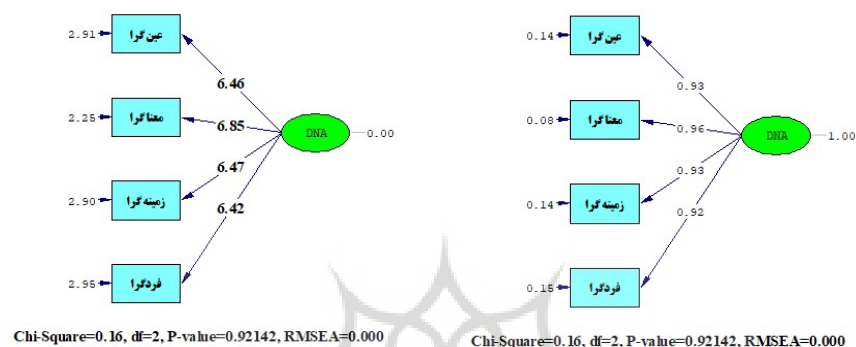 2.91
عین‌گرا
6.46
2.25
معناگرا
6.85
DNA
0.00
6.47
2.90
زمینه‌گرا
6.42
2.95
فردگرا
Chi-Square=0.16, df=2, P-value=0.92142, RMSEA=0.000
0.14
عین‌گرا
0.93
0.08
معناگرا
0.96
DNA
1.00
0.93
0.14
زمینه‌گرا
0.92
0.15
فردگرا
Chi-Square=0.16, df=2, P-value=0.92142, RMSEA=0.000